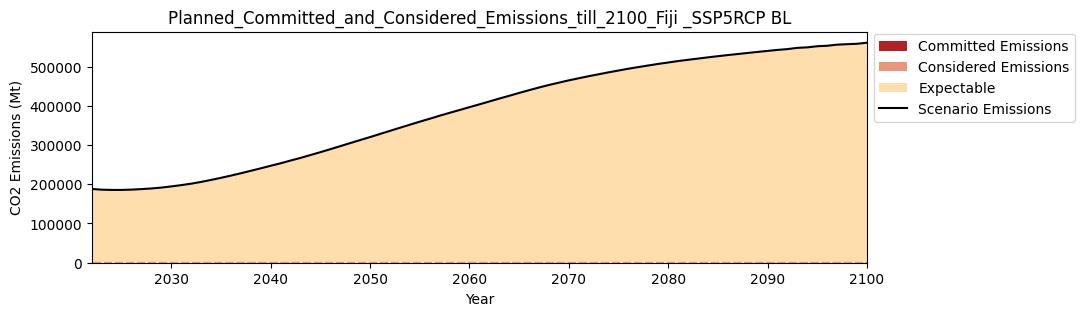 Planned_Committed_and_Considered_Emissions_till_2100_Fiji _SSP5RCP BL
CO2 Emissions (Mt)
500000
400000
300000
200000
100000
0
2030 2040 2050 2060 2070 2080 2090 2100
Year
Committed Emissions
Considered Emissions
Expectable
Scenario Emissions